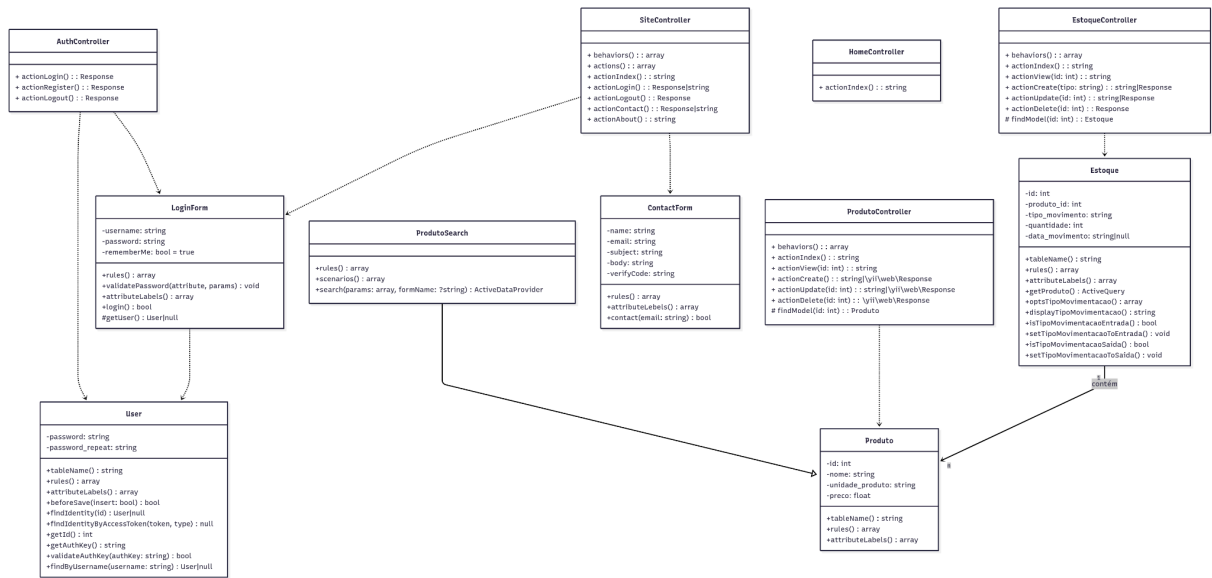 AuthController
+ actionLogin() : : Response
+ actionRegister() : : Response
+ actionLogout() : : Response
SiteController
+ behaviors() : : array
+ actions() : : array
+ actionIndex() : : string
+ actionLogin() : : Response|string
+ actionLogout() : : Response
+ actionContact() : : Response|string
+ actionAbout() : : string
HomeController
+ actionIndex() : : string
EstoqueController
+ behaviors() : : array
+ actionIndex() : : string
+ actionView(id: int) : : string
+ actionCreate(tipo: string) : : string|Response
+ actionUpdate(id: int) : : string|Response
+ actionDelete(id: int) : : Response
# findModel(id: int) : : Estoque
LoginForm
-username: string
-password: string
-rememberMe: bool = true
+rules() : array
+validatePassword(attribute, params) : void
+attributeLabels() : array
+login() : bool
#getUser() : User|null
ProdutoSearch
+rules() : array
+scenarios() : array
+search(params: array, formName: ?string) : ActiveDataProvider
ContactForm
-name: string
-email: string
-subject: string
-body: string
-verifyCode: string
+rules() : array
+attributeLabels() : array
+contact(email: string) : bool
ProdutoController
+ behaviors() : : array
+ actionIndex() : : string
+ actionView(id: int) : : string
+ actionCreate() : : string|\yii\web\Response
+ actionUpdate(id: int) : : string|\yii\web\Response
+ actionDelete(id: int) : : \yii\web\Response
# findModel(id: int) : : Produto
Estoque
-id: int
-produto_id: int
-tipo_movimento: string
-quantidade: int
-data_movimento: string|null
+tableName() : string
+rules() : array
+attributeLabels() : array
+getProduto() : ActiveQuery
+optsTipoMovimentacao() : array
+displayTipoMovimentacao() : string
+isTipoMovimentacaoEntrada() : bool
+setTipoMovimentacaoToEntrada() : void
+isTipoMovimentacaoSaida() : bool
+setTipoMovimentacaoToSaida() : void
contém
User
-password: string
-password_repeat: string
+tableName() : string
+rules() : array
+attributeLabels() : array
+beforeSave(insert: bool) : bool
+findIdentity(id) : User|null
+findIdentityByAccessToken(token, type) : null
+getId() : int
+getAuthKey() : string
+validateAuthKey(authKey: string) : bool
+findByUsername(username: string) : User|null
Produto
-id: int
-nome: string
-unidade_produto: string
-preco: float
+tableName() : string
+rules() : array
+attributeLabels() : array